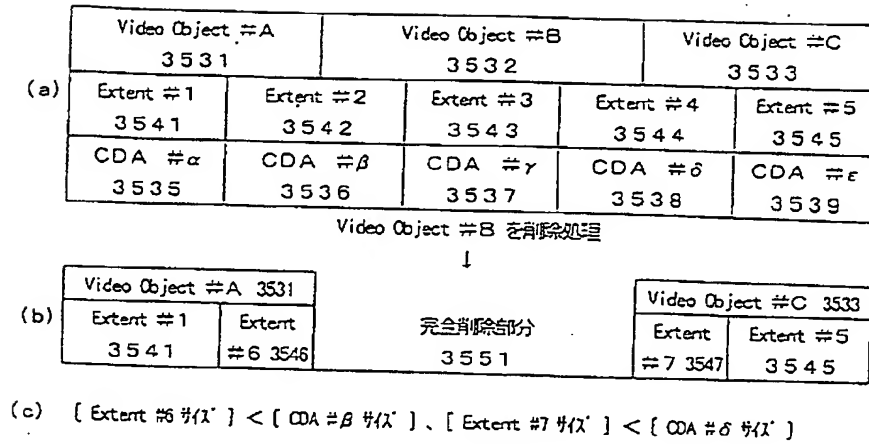 Video Object #A Video Object #B Video Object #C
3531 3532 3533
(a)
Extent #1 Extent #2 Extent #3 Extent #4 Extent #5
3541 3542 3543 3544 3545
CDA #α CDA #β CDA #γ CDA #δ CDA #ε
3535 3536 3537 3538 3539
Video Object #B を削除処理
↓
Video Object #A 3531 Video Object #C 3533
(b)
Extent #1 Extent 完全削除部分 Extent Extent #5
3541 #6 3546 3551 #7 3547 3545
(c) [ Extent #6 サイズ ] < [ CDA #β サイズ ]、[ Extent #7 サイズ ] < [ CDA #δ サイズ ]